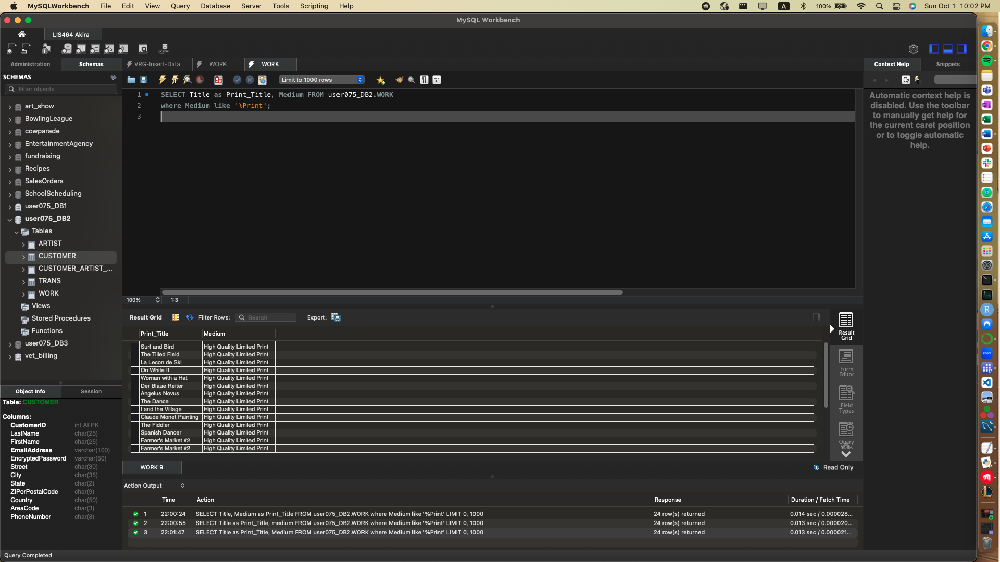 MySQLWorkbench File Edit View Query Database Server Tools Scripting Help A 100% Sun Oct 1 10:02 PM
MySQL Workbench
LIS464 Akira
Administration Schemas VRG-Insert-Data WORK WORK Context Help Snippets
SCHEMAS
Limit to 1000 rows
Filter objects
1 SELECT Title as Print_Title, Medium FROM user075_DB2.WORK
2 where Medium like '%Print';
3
Automatic context help is
disabled. Use the toolbar
to manually get help for
the current caret position
or to toggle automatic
help.
art_show
BowlingLeague
cowparade
EntertainmentAgency
fundraising
Recipes
SalesOrders
SchoolScheduling
user075_DB1
user075_DB2
Tables
ARTIST
CUSTOMER
CUSTOMER_ARTIST_...
TRANS
WORK
Views
Stored Procedures
Functions
user075_DB3
vet_billing
100% 1:3
Result Grid Filter Rows: Search Export:
Print_Title Medium
Surf and Bird High Quality Limited Print
The Tilled Field High Quality Limited Print
La Lecon de Ski High Quality Limited Print
On White II High Quality Limited Print
Woman with a Hat High Quality Limited Print
Der Blaue Reiter High Quality Limited Print
Angelus Novus High Quality Limited Print
The Dance High Quality Limited Print
I and the Village High Quality Limited Print
Claude Monet Painting High Quality Limited Print
The Fiddler High Quality Limited Print
Spanish Dancer High Quality Limited Print
Farmer's Market #2 High Quality Limited Print
Farmer's Market #2 High Quality Limited Print
Result
Grid
Form
Editor
Field
Types
Query
Stats
Object Info Session
Table: CUSTOMER
Columns:
CustomerID int AI PK
LastName char(25)
FirstName char(25)
EmailAddress varchar(100)
EncryptedPassword varchar(50)
Street char(30)
City char(35)
State char(2)
ZIPorPostalCode char(9)
Country char(50)
AreaCode char(3)
PhoneNumber char(8)
WORK 9 Read Only
Action Output
Time Action Response Duration / Fetch Time
1 22:00:24 SELECT Title, Medium as Print_Title FROM user075_DB2.WORK where Medium like '%Print' LIMIT 0, 1000 24 row(s) returned 0.014 sec / 0.000028...
2 22:00:55 SELECT Title as Print_Title, medium FROM user075_DB2.WORK where Medium like '%Print' LIMIT 0, 1000 24 row(s) returned 0.013 sec / 0.000020...
3 22:01:47 SELECT Title as Print_Title, Medium FROM user075_DB2.WORK where Medium like '%Print' LIMIT 0, 1000 24 row(s) returned 0.013 sec / 0.000021...
Query Completed
R
zoom
17